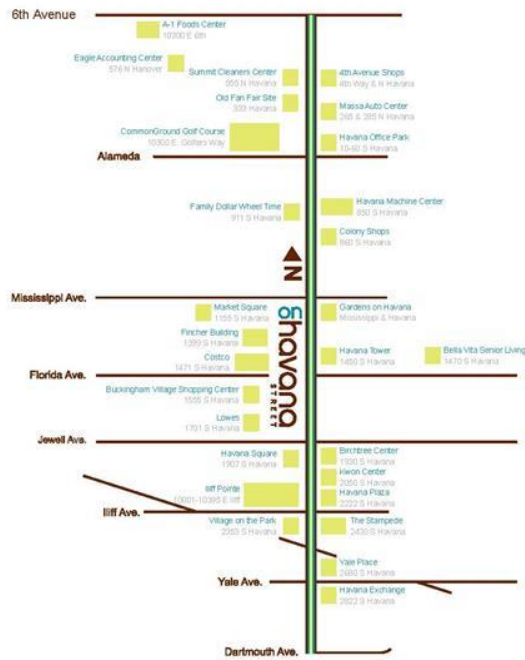 6th Avenue
A-1 Foods Center
10300 E 6th
Eagle Accounting Center
576 N Hanover
Summit Cleaners Center
555 N Havana
4th Avenue Shops
4th Way & N Havana
Old Fan Fair Site
333 Havana
Massa Auto Center
265 & 285 N Havana
CommonGround Golf Course
10300 E. Golfers Way
Havana Office Park
10-80 S Havana
Alameda
Family Dollar Wheel Time
911 S Havana
Havana Machine Center
850 S Havana
Colony Shops
960 S Havana
N
Mississippi Ave.
Market Square
1155 S Havana
Gardens on Havana
Mississippi & Havana
on havana
STREET
Fincher Building
1399 S Havana
Costco
1471 S Havana
Havana Tower
1450 S Havana
Bella Vita Senior Living
1470 S Havana
Florida Ave.
Buckingham Village Shopping Center
1555 S Havana
Lowes
1701 S Havana
Jewell Ave.
Havana Square
1907 S Havana
Birchtree Center
1930 S Havana
Kwon Center
2050 S Havana
Iliff Pointe
10001-10395 E Iliff
Havana Plaza
2222 S Havana
Iliff Ave.
Village on the Park
2353 S Havana
The Stampede
2430 S Havana
Yale Place
2680 S Havana
Yale Ave.
Havana Exchange
2822 S Havana
Dartmouth Ave.